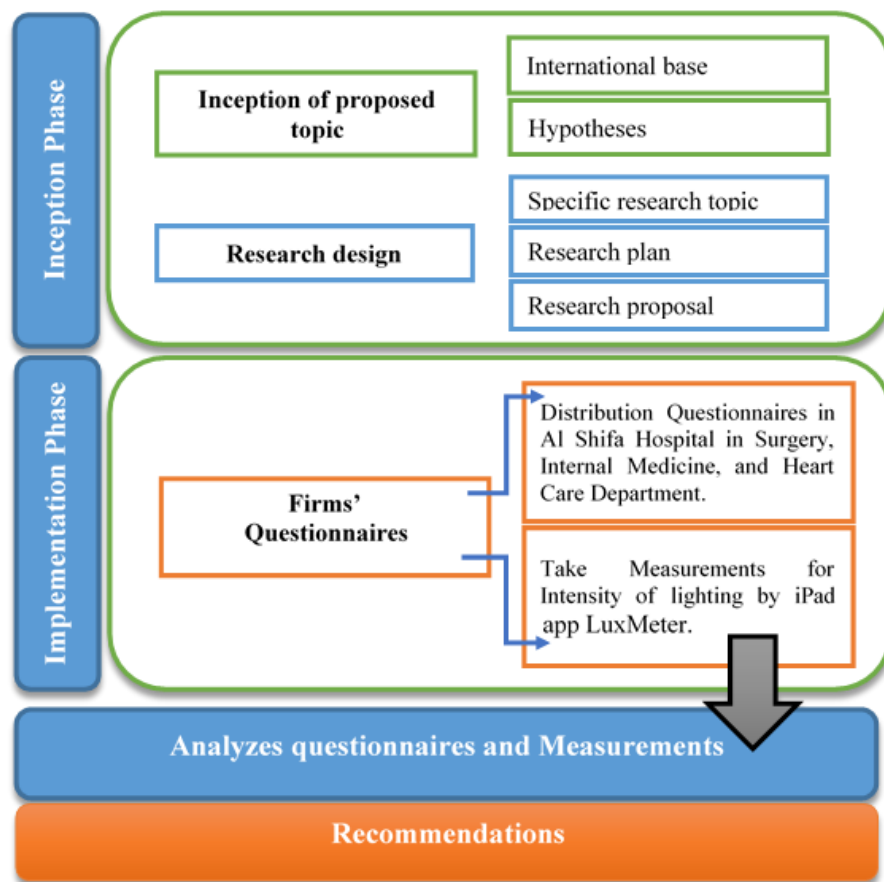 Inception Phase
Inception of proposed
topic
International base
Hypotheses
Research design
Specific research topic
Research plan
Research proposal
Implementation Phase
Firms’
Questionnaires
Distribution Questionnaires in
Al Shifa Hospital in Surgery,
Internal Medicine, and Heart
Care Department.
Take Measurements for
Intensity of lighting by iPad
app LuxMeter.
Analyzes questionnaires and Measurements
Recommendations